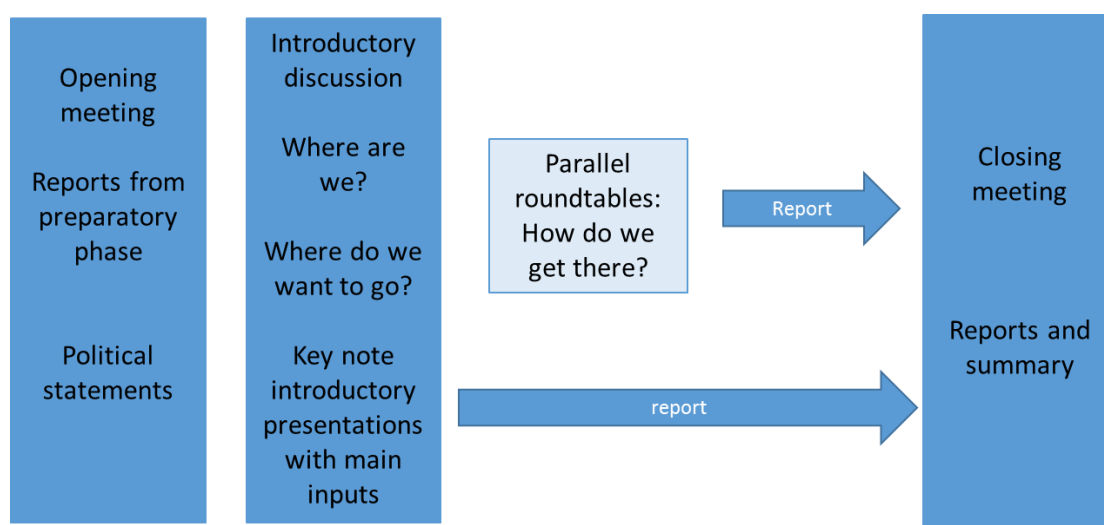 Opening
meeting
Reports from
preparatory
phase
Political
statements
Introductory
discussion
Where are
we?
Where do we
want to go?
Key note
introductory
presentations
with main
inputs
Parallel
roundtables:
How do we
get there?
Report
report
Closing
meeting
Reports and
summary